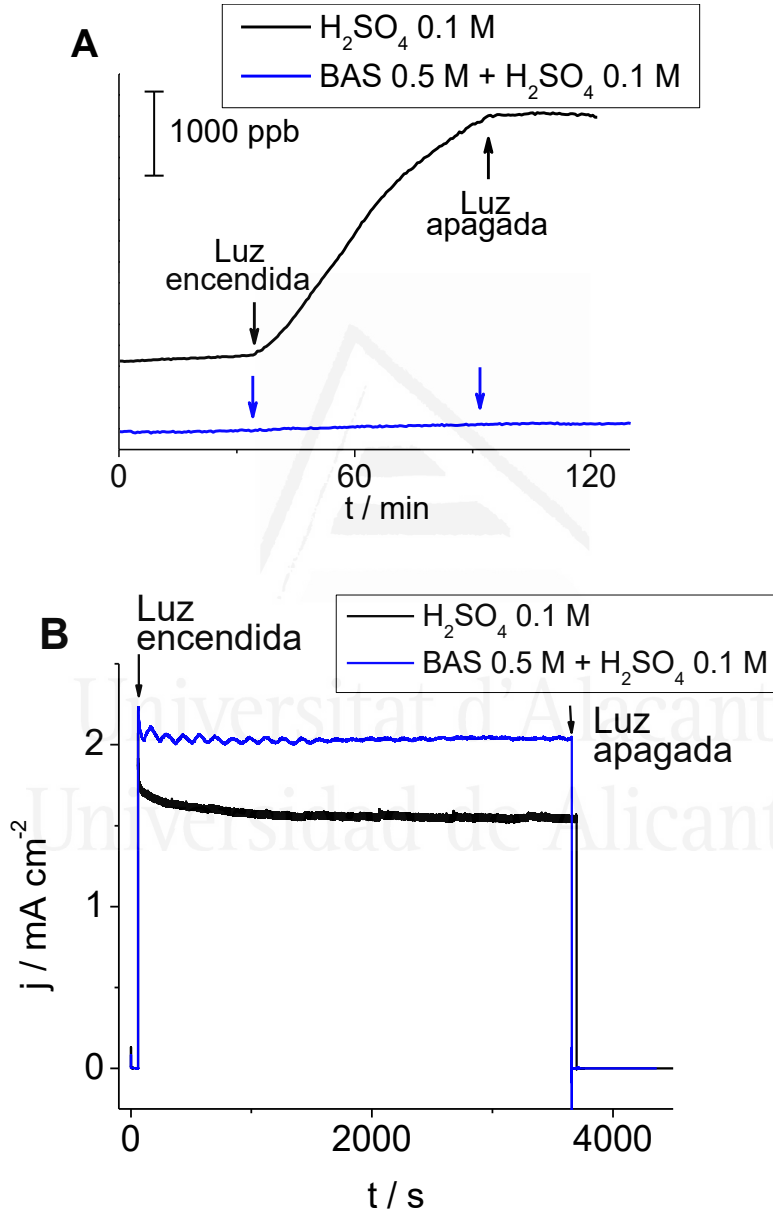 A
H₂SO₄ 0.1 M
BAS 0.5 M + H₂SO₄ 0.1 M
1000 ppb
Luz
apagada
Luz
encendida
0
60
120
t / min
B
Luz
encendida
H₂SO₄ 0.1 M
BAS 0.5 M + H₂SO₄ 0.1 M
Universitat d'Alacant
Luz
apagada
Universidad de Alicant
2
1
0
j / mA cm⁻²
0
2000
4000
t / s